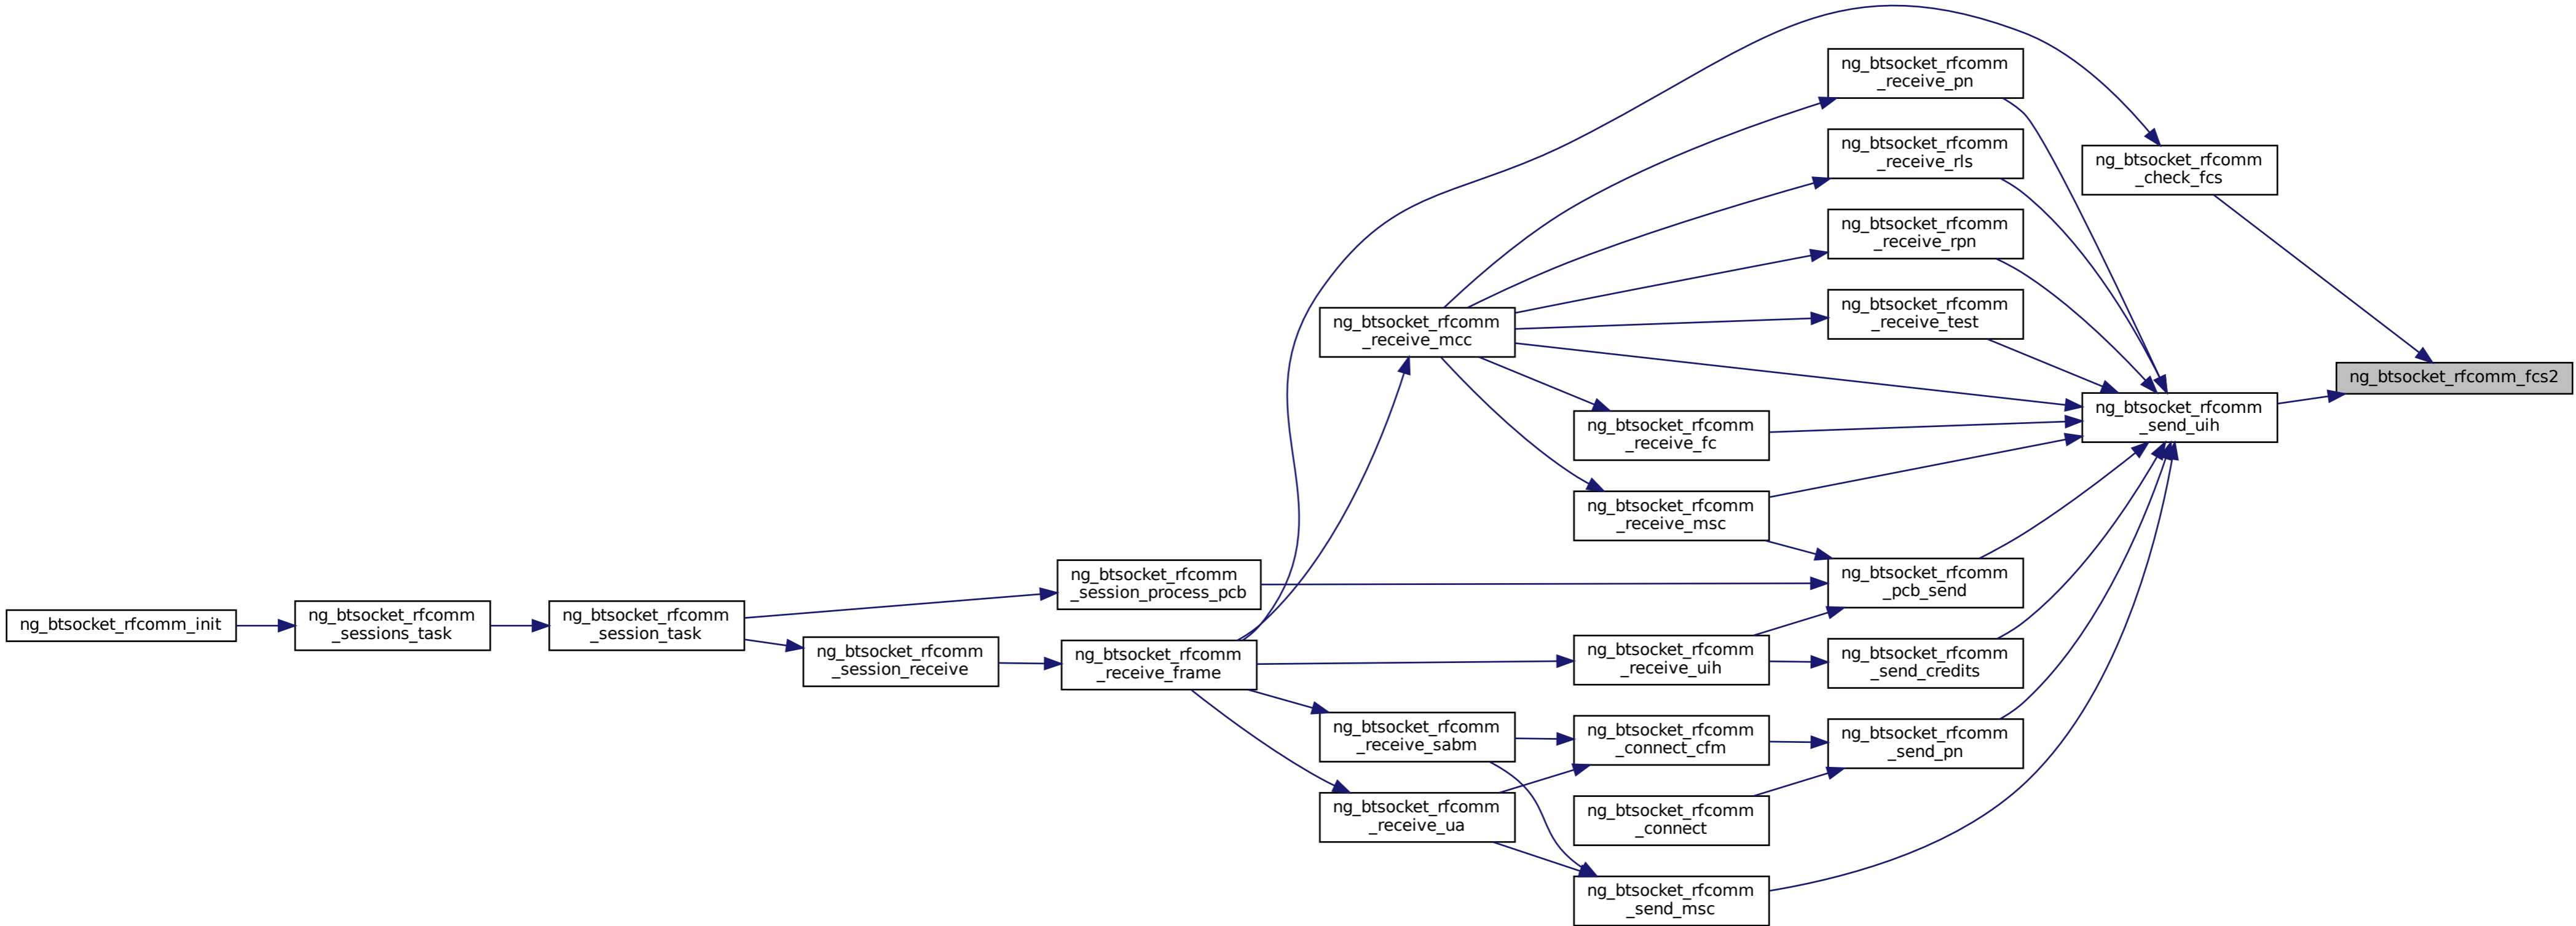 ng_btsocket_rfcomm_init
ng_btsocket_rfcomm
_sessions_task
ng_btsocket_rfcomm
_session_task
ng_btsocket_rfcomm
_session_process_pcb
ng_btsocket_rfcomm
_session_receive
ng_btsocket_rfcomm
_receive_frame
ng_btsocket_rfcomm
_receive_mcc
ng_btsocket_rfcomm
_receive_sabm
ng_btsocket_rfcomm
_receive_ua
ng_btsocket_rfcomm
_receive_fc
ng_btsocket_rfcomm
_receive_msc
ng_btsocket_rfcomm
_receive_uih
ng_btsocket_rfcomm
_connect_cfm
ng_btsocket_rfcomm
_connect
ng_btsocket_rfcomm
_send_msc
ng_btsocket_rfcomm
_receive_pn
ng_btsocket_rfcomm
_receive_rls
ng_btsocket_rfcomm
_receive_rpn
ng_btsocket_rfcomm
_receive_test
ng_btsocket_rfcomm
_pcb_send
ng_btsocket_rfcomm
_send_credits
ng_btsocket_rfcomm
_send_pn
ng_btsocket_rfcomm
_check_fcs
ng_btsocket_rfcomm
_send_uih
ng_btsocket_rfcomm_fcs2